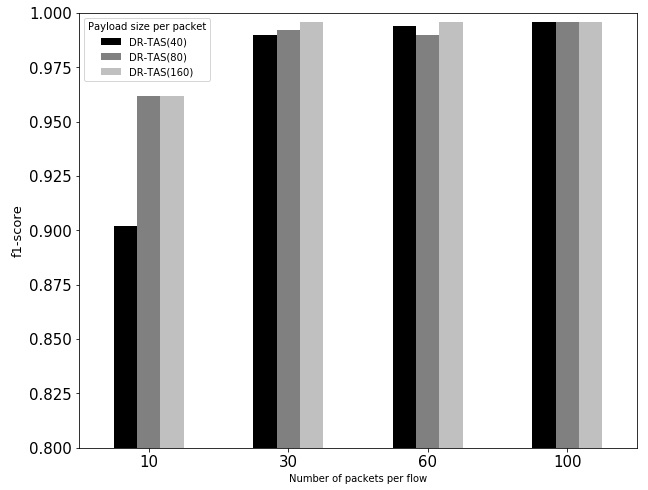 Payload size per packet
DR-TAS(40)
DR-TAS(80)
DR-TAS(160)
1.000
0.975
0.950
0.925
0.900
0.875
0.850
0.825
0.800
f1-score
10 30 60 100
Number of packets per flow